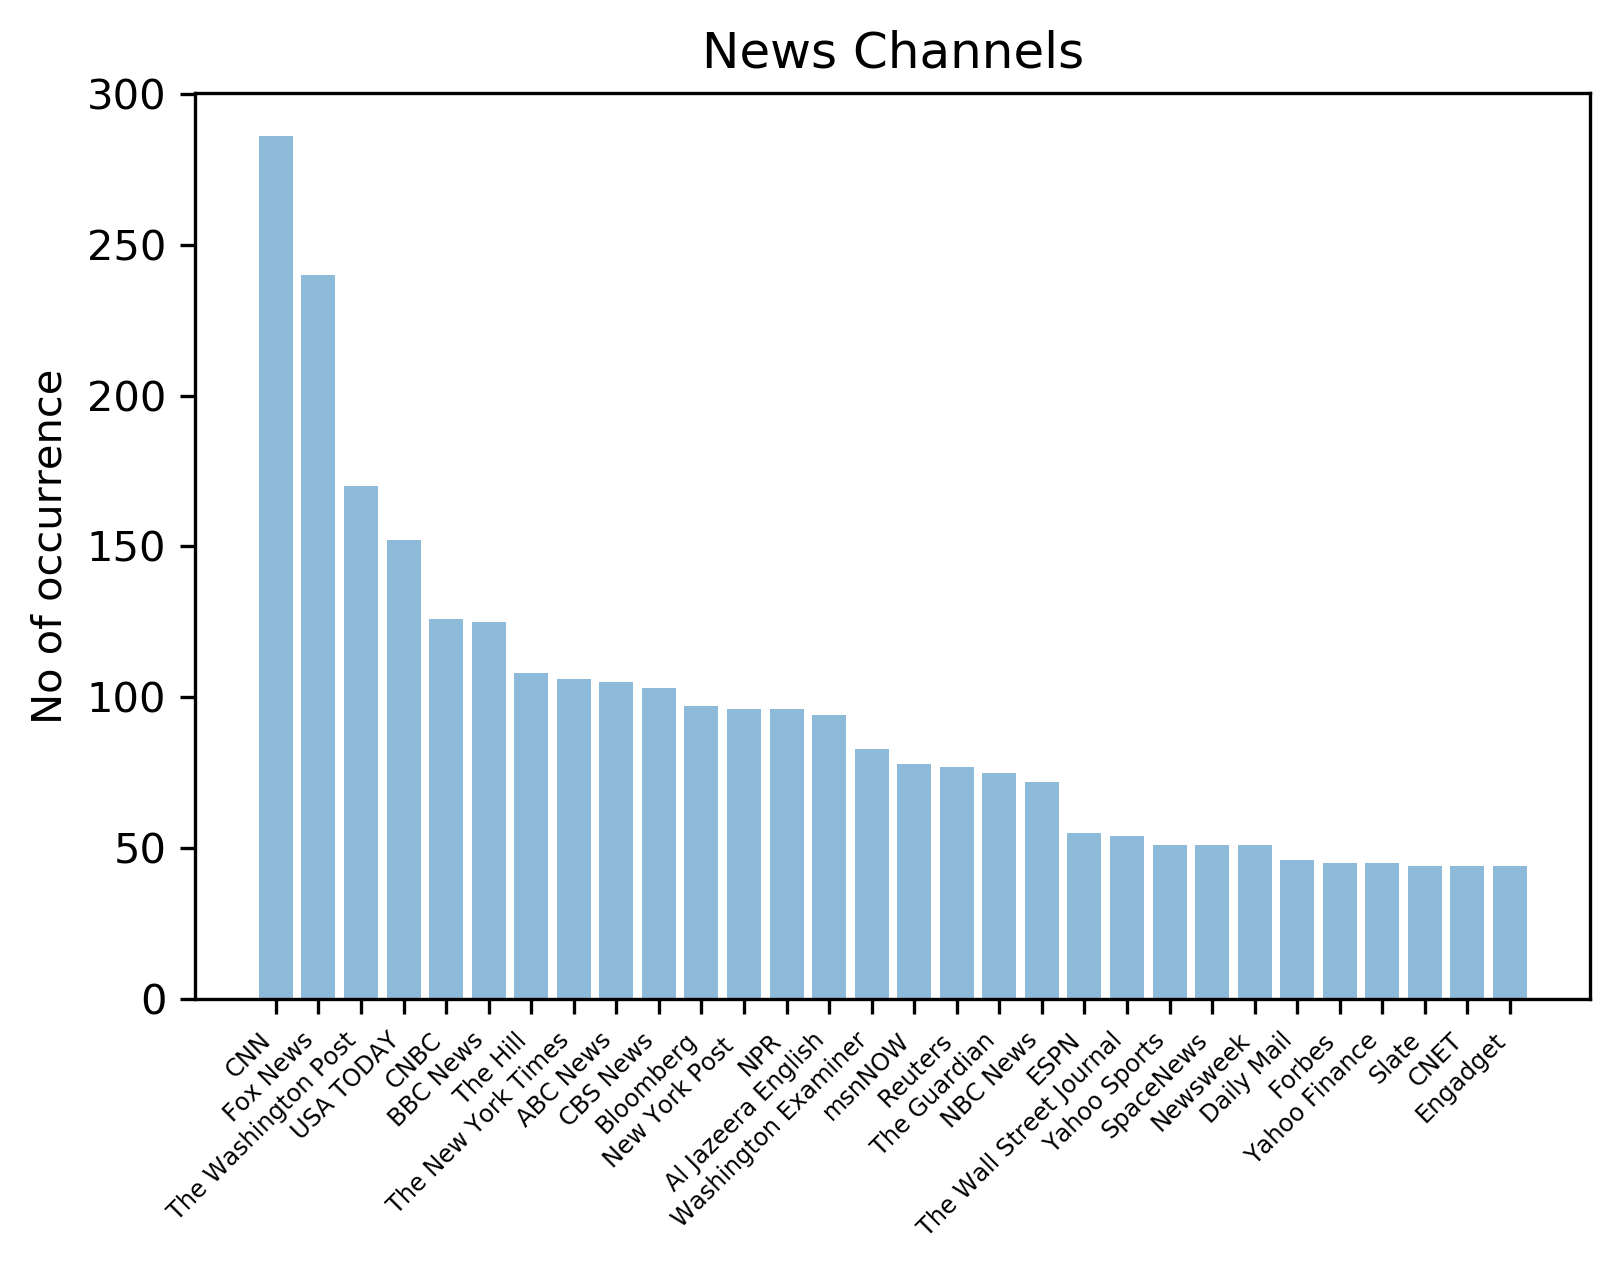 News Channels
No of occurrence
300
250
200
150
100
50
0
CNN
Fox News
The Washington Post
USA TODAY
CNBC
BBC News
The Hill
The New York Times
ABC News
CBS News
Bloomberg
New York Post
NPR
Al Jazeera English
Washington Examiner
msnNOW
Reuters
The Guardian
NBC News
ESPN
The Wall Street Journal
Yahoo Sports
SpaceNews
Newsweek
Daily Mail
Forbes
Yahoo Finance
Slate
CNET
Engadget